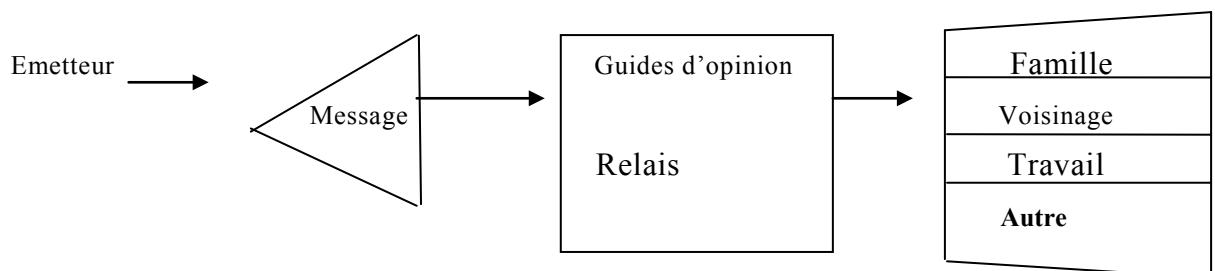 Emetteur
Message
Guides d'opinion
Relais
Famille
Voisinage
Travail
Autre